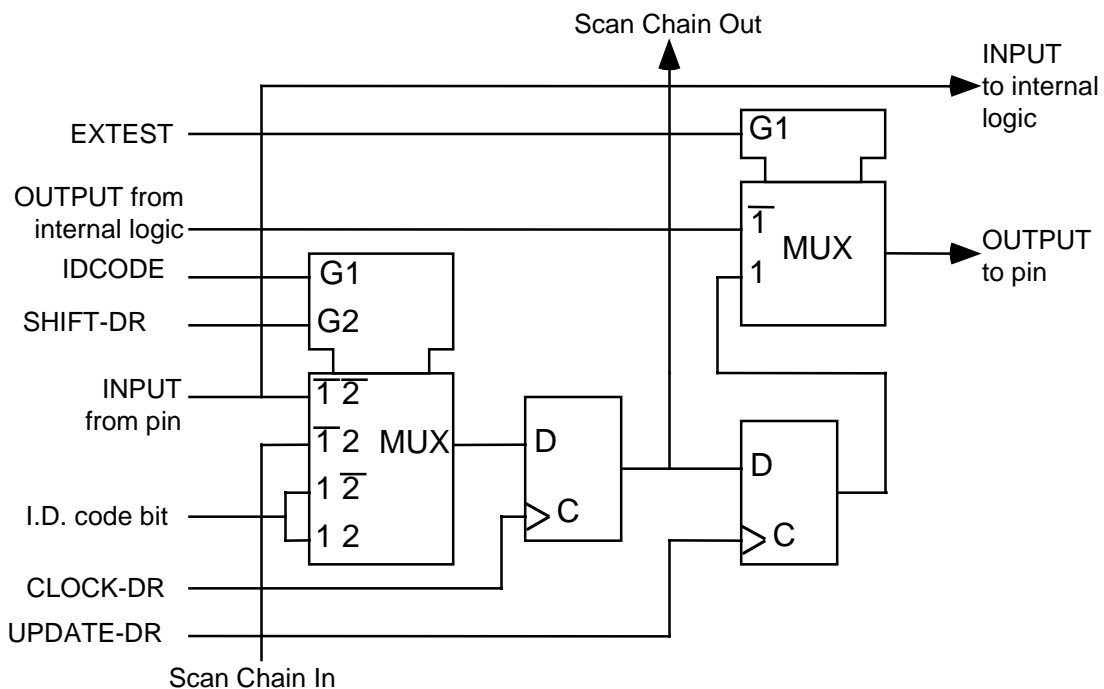 Scan Chain Out
INPUT
to internal
logic
EXTEST
G1
OUTPUT from
internal logic
1̅
MUX
1
OUTPUT
to pin
IDCODE
G1
SHIFT-DR
G2
INPUT
from pin
1̅ 2̅
1̅ 2
MUX
1 2̅
1 2
D
C
D
C
I.D. code bit
CLOCK-DR
UPDATE-DR
Scan Chain In